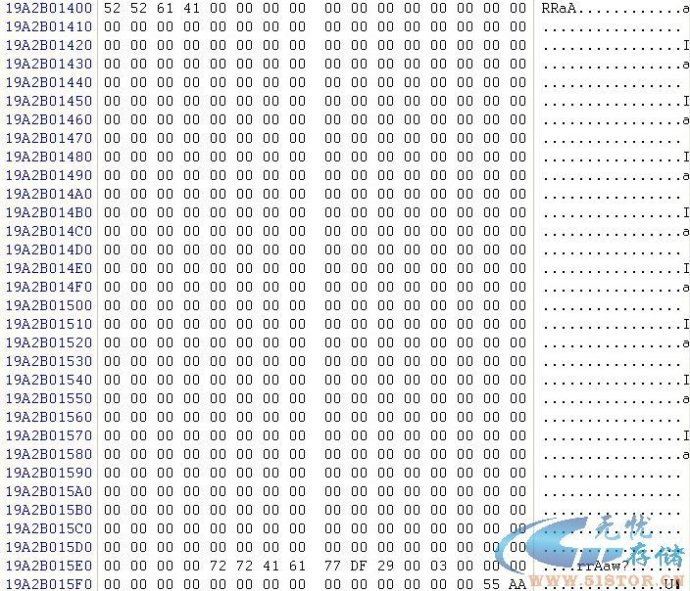 19A2B01400 52 52 61 41 00 00 00 00 00 00 00 00 00 00 00 00 RRaA............ a
19A2B01410 00 00 00 00 00 00 00 00 00 00 00 00 00 00 00 00 ................
19A2B01420 00 00 00 00 00 00 00 00 00 00 00 00 00 00 00 00 ................ I
19A2B01430 00 00 00 00 00 00 00 00 00 00 00 00 00 00 00 00 ................ a
19A2B01440 00 00 00 00 00 00 00 00 00 00 00 00 00 00 00 00 ................
19A2B01450 00 00 00 00 00 00 00 00 00 00 00 00 00 00 00 00 ................ I
19A2B01460 00 00 00 00 00 00 00 00 00 00 00 00 00 00 00 00 ................ a
19A2B01470 00 00 00 00 00 00 00 00 00 00 00 00 00 00 00 00 ................
19A2B01480 00 00 00 00 00 00 00 00 00 00 00 00 00 00 00 00 ................ I
19A2B01490 00 00 00 00 00 00 00 00 00 00 00 00 00 00 00 00 ................ a
19A2B014A0 00 00 00 00 00 00 00 00 00 00 00 00 00 00 00 00 ................
19A2B014B0 00 00 00 00 00 00 00 00 00 00 00 00 00 00 00 00 ................ I
19A2B014C0 00 00 00 00 00 00 00 00 00 00 00 00 00 00 00 00 ................ a
19A2B014D0 00 00 00 00 00 00 00 00 00 00 00 00 00 00 00 00 ................
19A2B014E0 00 00 00 00 00 00 00 00 00 00 00 00 00 00 00 00 ................ I
19A2B014F0 00 00 00 00 00 00 00 00 00 00 00 00 00 00 00 00 ................ a
19A2B01500 00 00 00 00 00 00 00 00 00 00 00 00 00 00 00 00 ................
19A2B01510 00 00 00 00 00 00 00 00 00 00 00 00 00 00 00 00 ................ I
19A2B01520 00 00 00 00 00 00 00 00 00 00 00 00 00 00 00 00 ................ a
19A2B01530 00 00 00 00 00 00 00 00 00 00 00 00 00 00 00 00 ................
19A2B01540 00 00 00 00 00 00 00 00 00 00 00 00 00 00 00 00 ................ I
19A2B01550 00 00 00 00 00 00 00 00 00 00 00 00 00 00 00 00 ................ a
19A2B01560 00 00 00 00 00 00 00 00 00 00 00 00 00 00 00 00 ................
19A2B01570 00 00 00 00 00 00 00 00 00 00 00 00 00 00 00 00 ................ I
19A2B01580 00 00 00 00 00 00 00 00 00 00 00 00 00 00 00 00 ................ a
19A2B01590 00 00 00 00 00 00 00 00 00 00 00 00 00 00 00 00 ................
19A2B015A0 00 00 00 00 00 00 00 00 00 00 00 00 00 00 00 00 ................
19A2B015B0 00 00 00 00 00 00 00 00 00 00 00 00 00 00 00 00 ................
19A2B015C0 00 00 00 00 00 00 00 00 00 00 00 00 00 00 00 00 ................
19A2B015D0 00 00 00 00 00 00 00 00 00 00 00 00 00 00 00 00 ................
19A2B015E0 00 00 00 00 72 72 41 61 77 DF 29 00 03 00 00 00 ....rrAaw?......
19A2B015F0 00 00 00 00 00 00 00 00 00 00 00 00 00 00 55 AA ..............U
无忧
存储
WWW.51STOR.CN